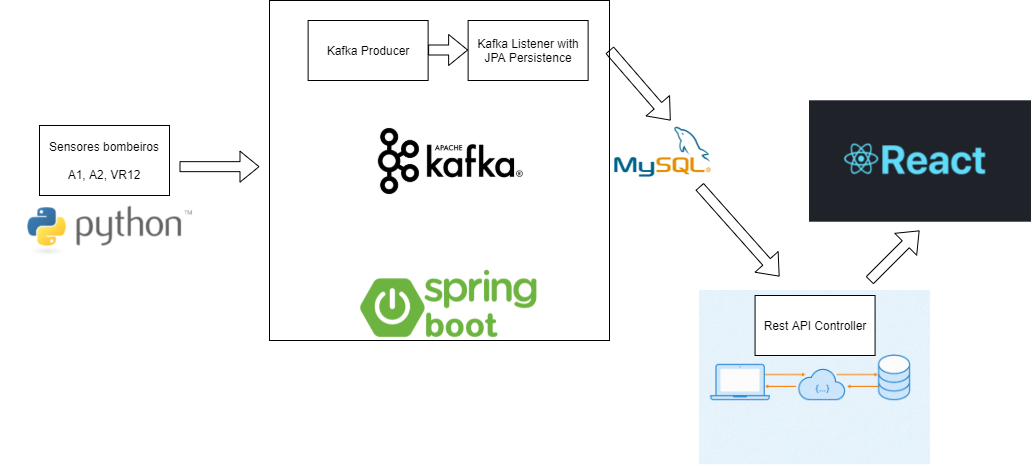 Kafka Producer
Kafka Listener with
JPA Persistence
Sensores bombeiros
A1, A2, VR12
python™
APACHE
kafka®
spring
boot
MySQL®
React
Rest API Controller
{...}